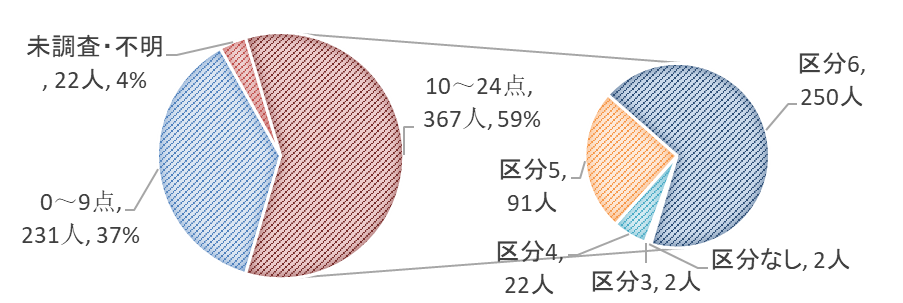 未調査・不明
, 22人, 4%
10～24点,
367人, 59%
0～9点,
231人, 37%
区分6,
250人
区分5,
91人
区分4,
22人
区分3, 2人
区分なし, 2人